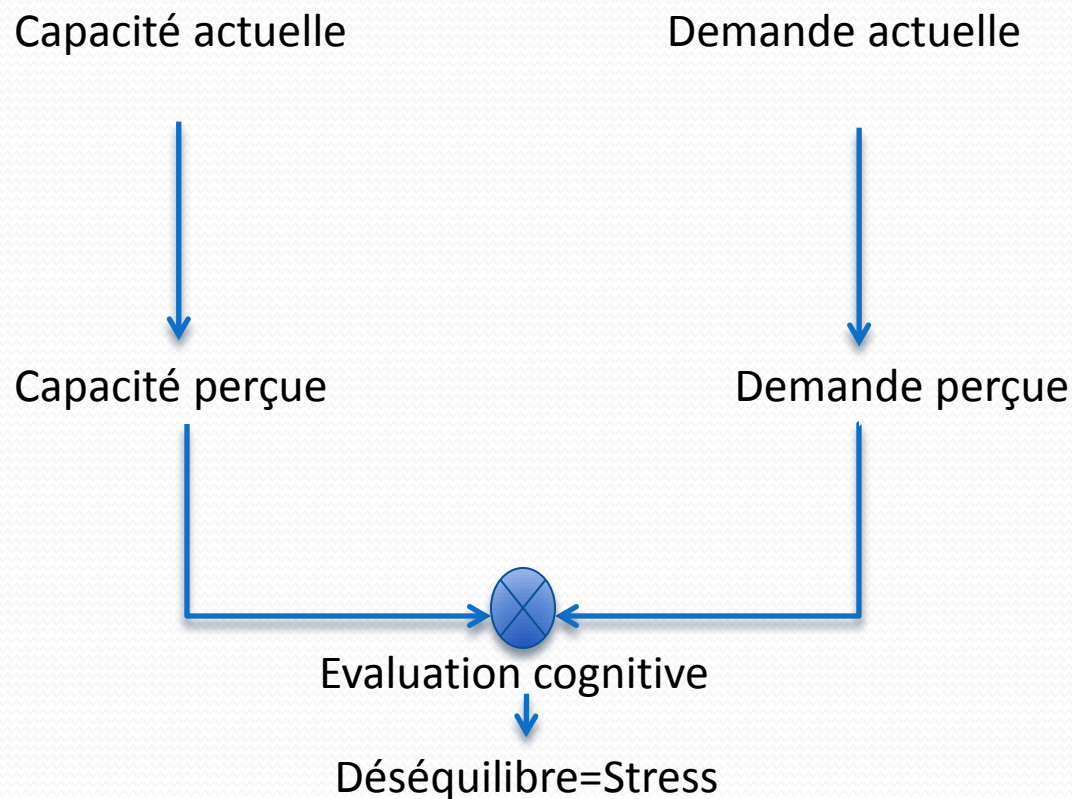 Capacité actuelle
Demande actuelle
Capacité perçue
Demande perçue
Evaluation cognitive
Déséquilibre=Stress